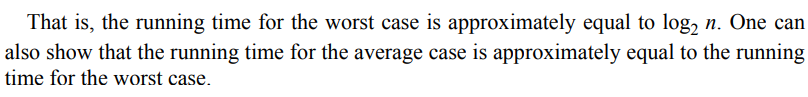 That is, the running time for the worst case is approximately equal to log₂ n. One can
also show that the running time for the average case is approximately equal to the running
time for the worst case.